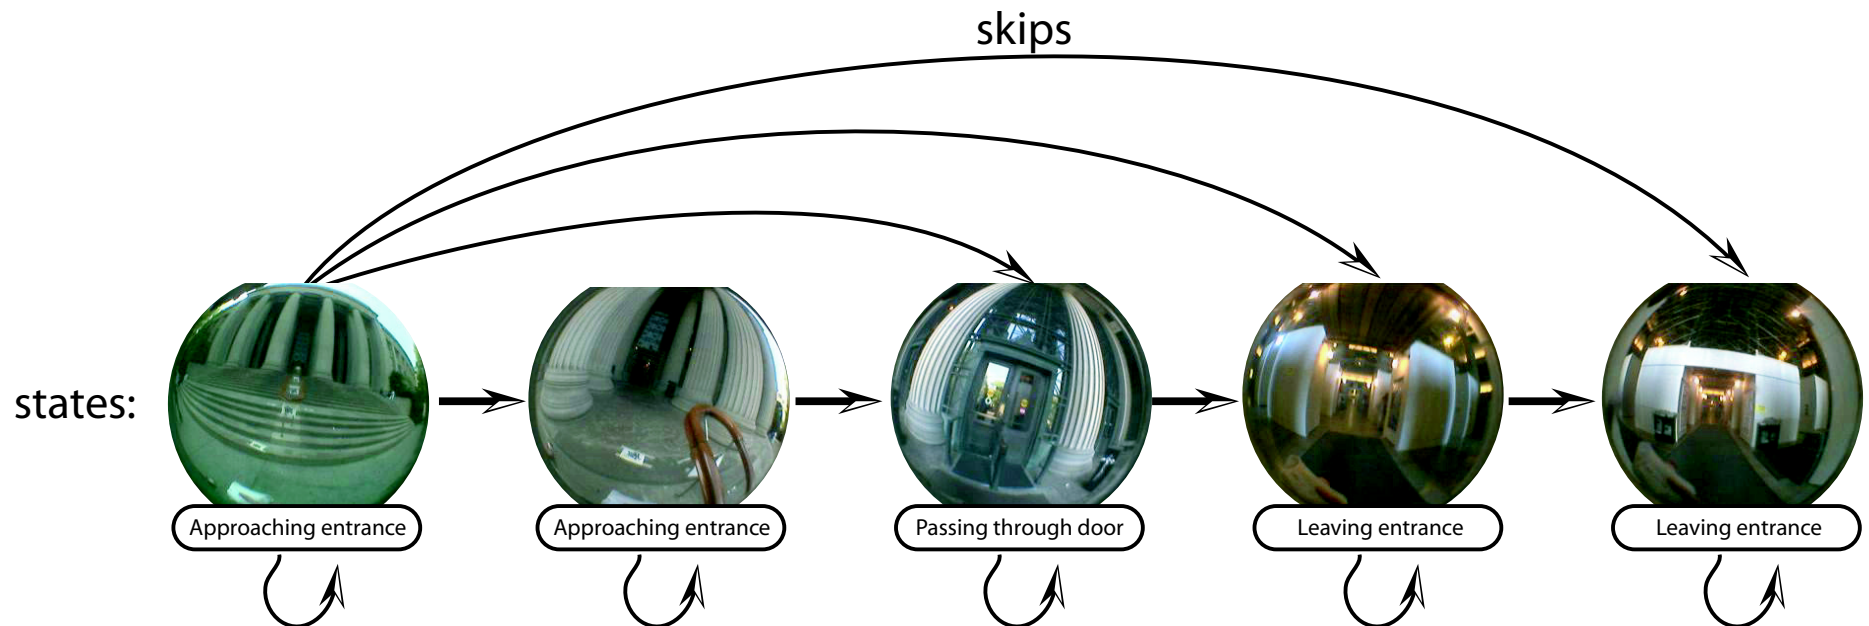 skips
states:
Approaching entrance
Approaching entrance
Passing through door
Leaving entrance
Leaving entrance